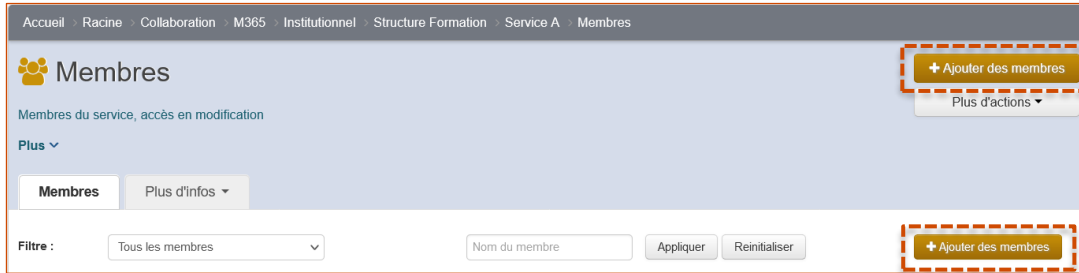 Accueil > Racine > Collaboration > M365 > Institutionnel > Structure Formation > Service A > Membres
Membres
+ Ajouter des membres
Plus d'actions
Membres du service, accès en modification
Plus
Membres
Plus d'infos
Filtre : Tous les membres Nom du membre Appliquer Reinitialiser + Ajouter des membres